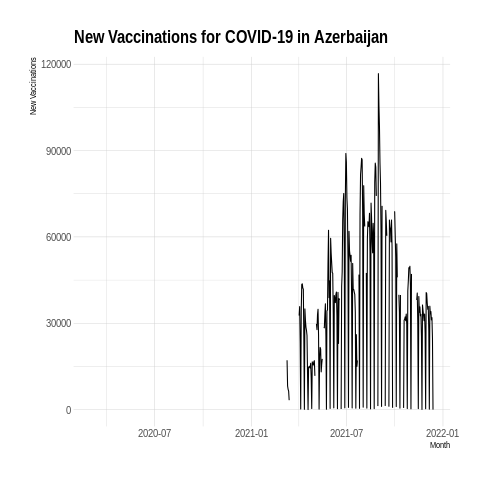 New Vaccinations for COVID-19 in Azerbaijan
New Vaccinations
120000
90000
60000
30000
0
2020-07 2021-01 2021-07 2022-01
Month